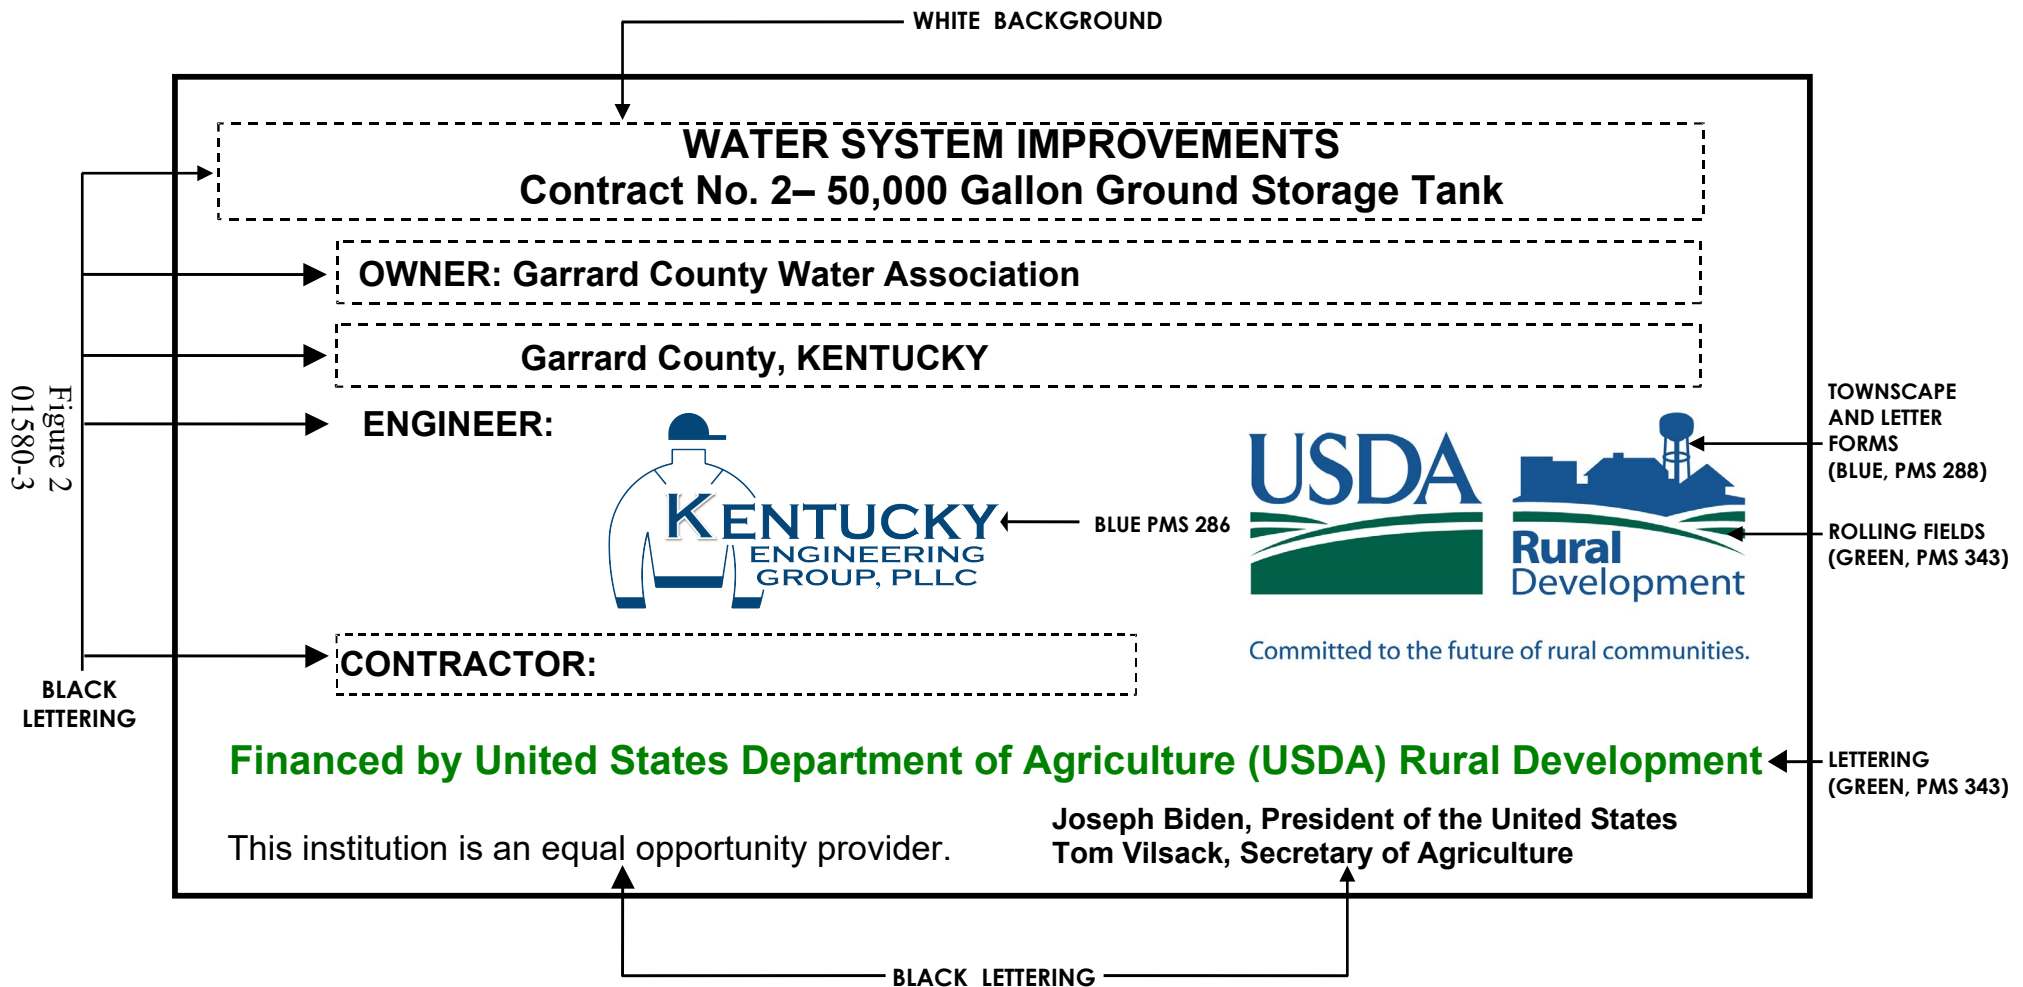 WHITE BACKGROUND
WATER SYSTEM IMPROVEMENTS
Contract No. 2– 50,000 Gallon Ground Storage Tank
OWNER: Garrard County Water Association
Garrard County, KENTUCKY
ENGINEER:
KENTUCKY
ENGINEERING
GROUP, PLLC
BLUE PMS 286
USDA
Rural
Development
Committed to the future of rural communities.
TOWNSCAPE
AND LETTER
FORMS
(BLUE, PMS 288)
ROLLING FIELDS
(GREEN, PMS 343)
CONTRACTOR:
BLACK
LETTERING
Financed by United States Department of Agriculture (USDA) Rural Development
LETTERING
(GREEN, PMS 343)
This institution is an equal opportunity provider.
Joseph Biden, President of the United States
Tom Vilsack, Secretary of Agriculture
BLACK LETTERING
Figure 2
01580-3